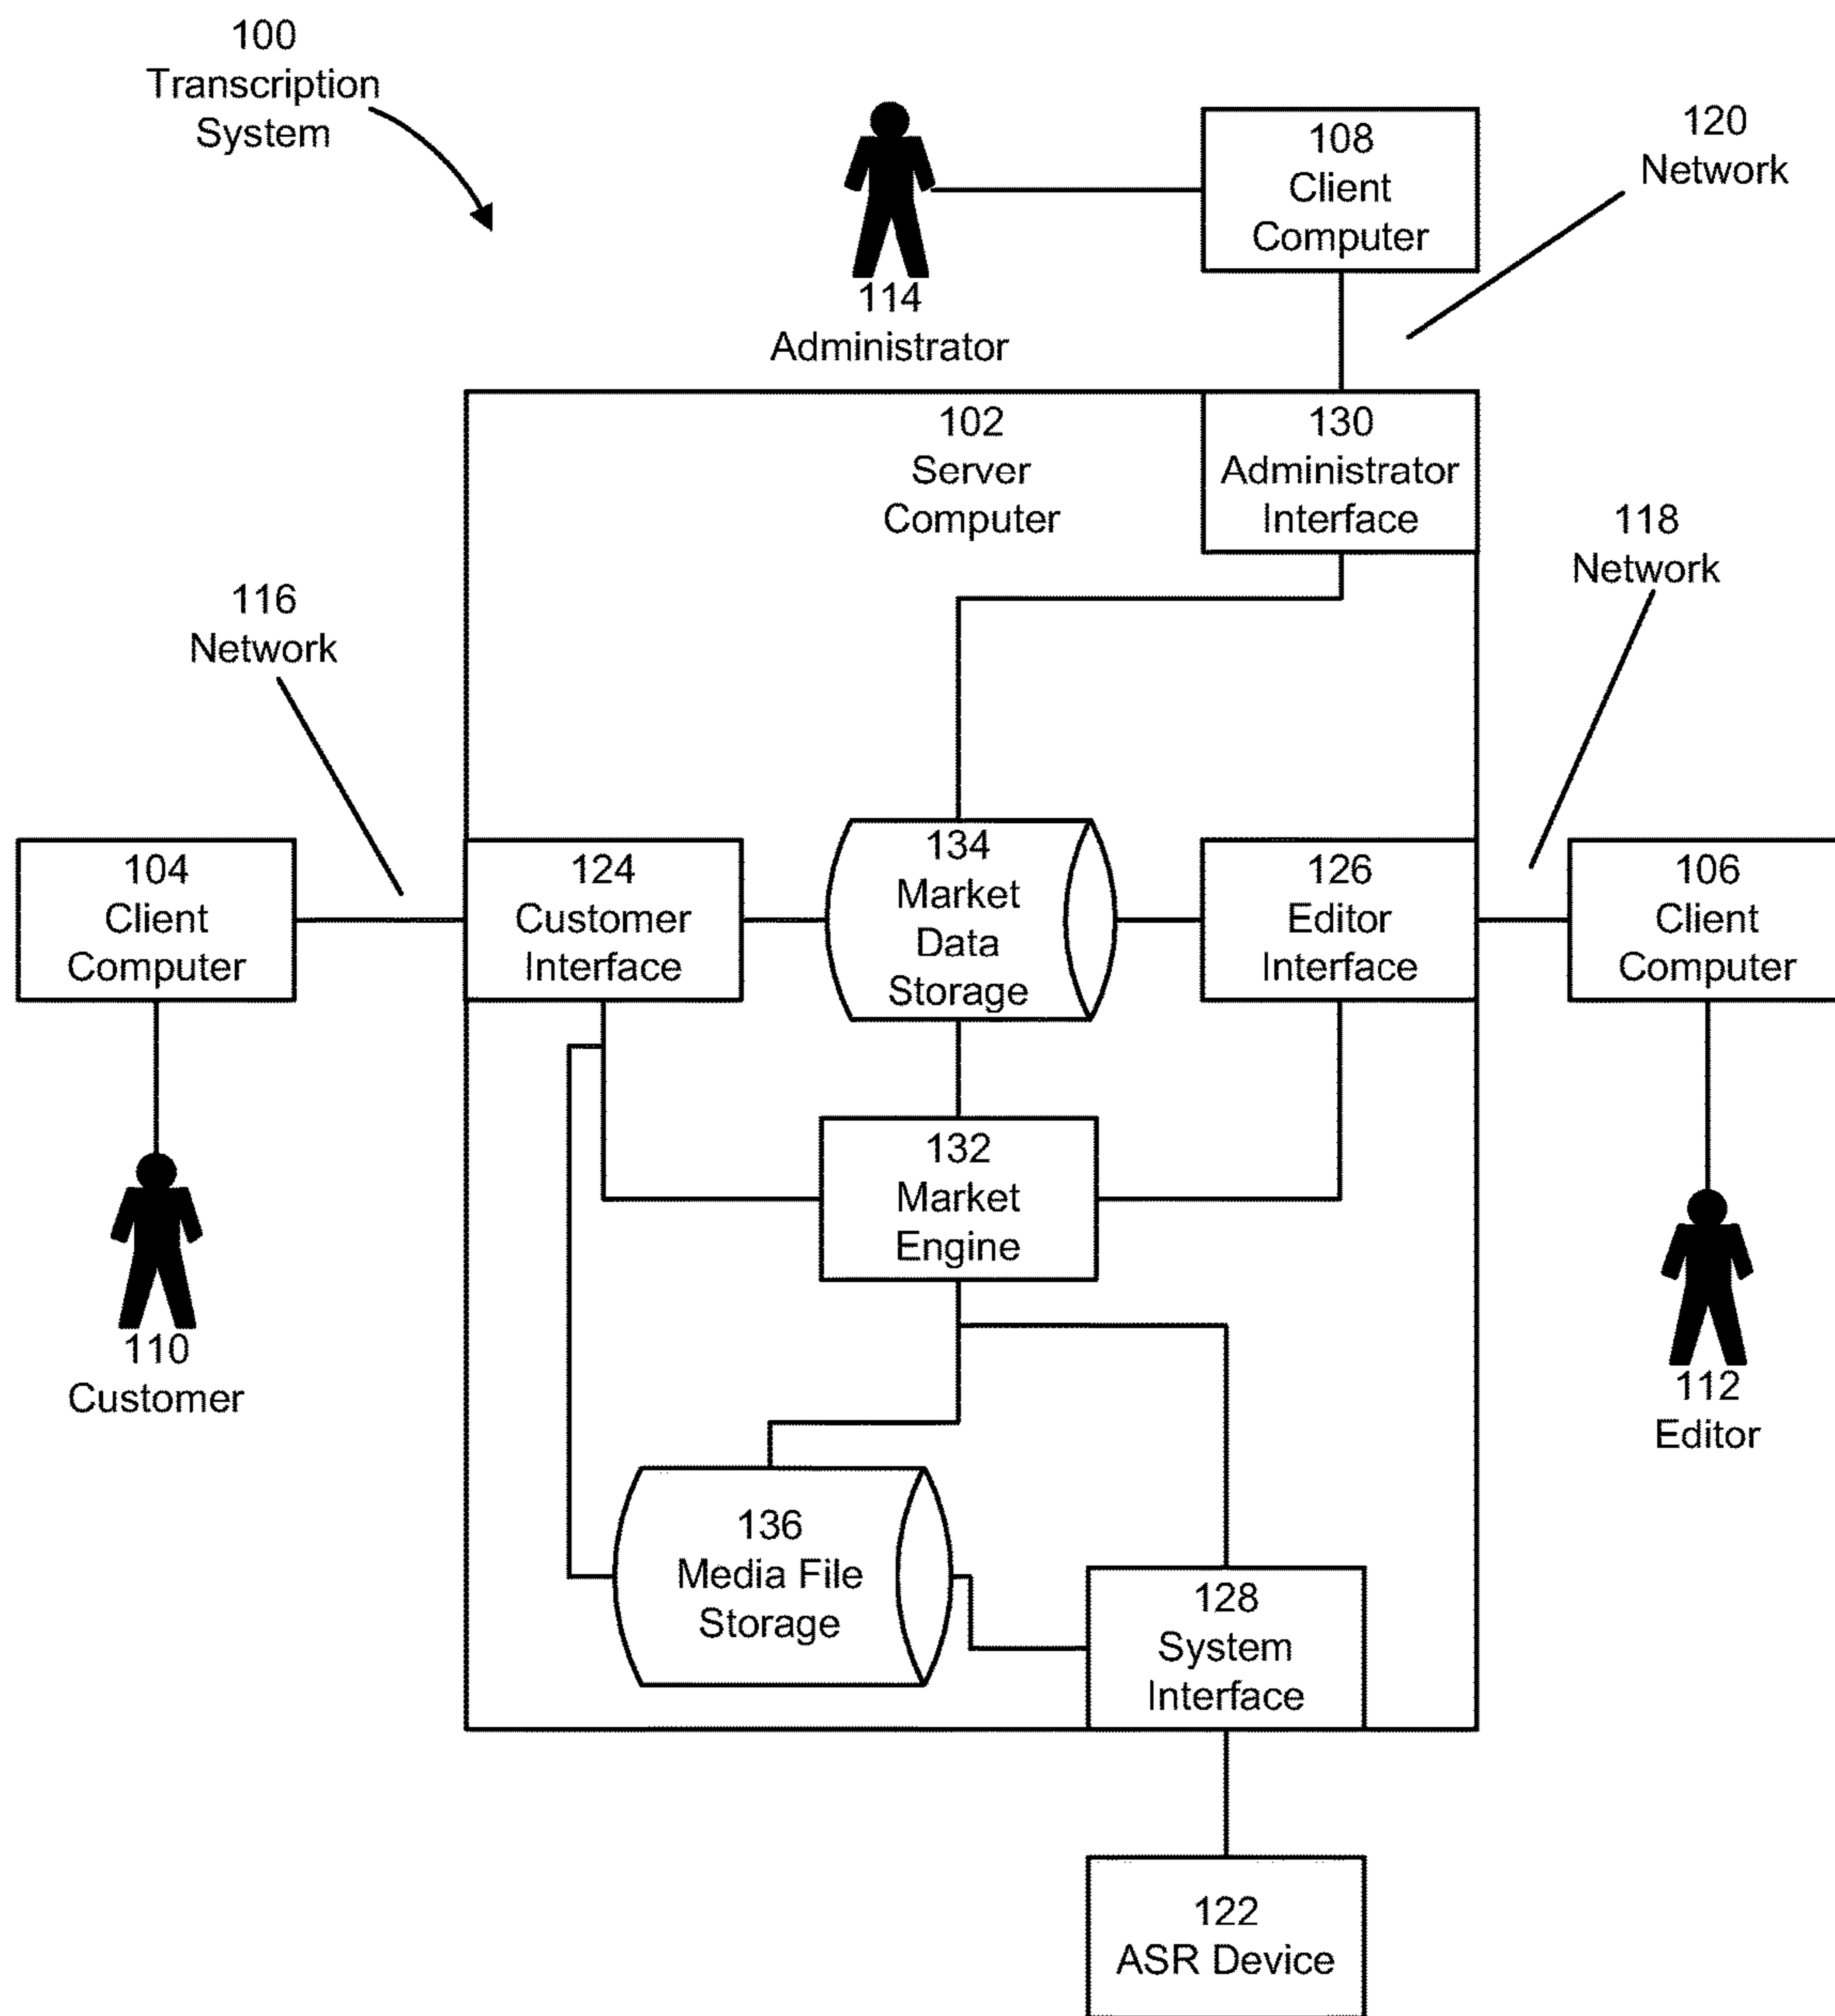 100
Transcription
System
108
Client
Computer
120
Network
114
Administrator
102
Server
Computer
130
Administrator
Interface
118
Network
116
Network
104
Client
Computer
124
Customer
Interface
134
Market
Data
Storage
126
Editor
Interface
106
Client
Computer
132
Market
Engine
110
Customer
112
Editor
136
Media File
Storage
128
System
Interface
122
ASR Device